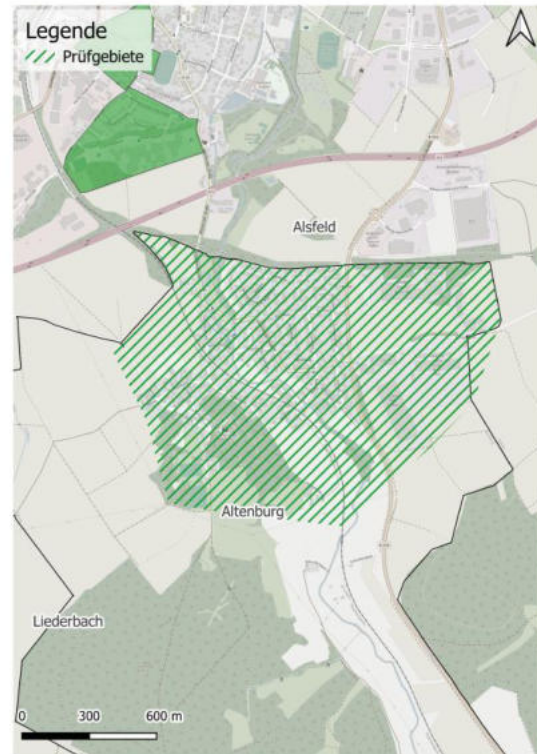 Legende
Prüfgebiete
Alsfeld
Altenburg
Liederbach
0 300 600 m